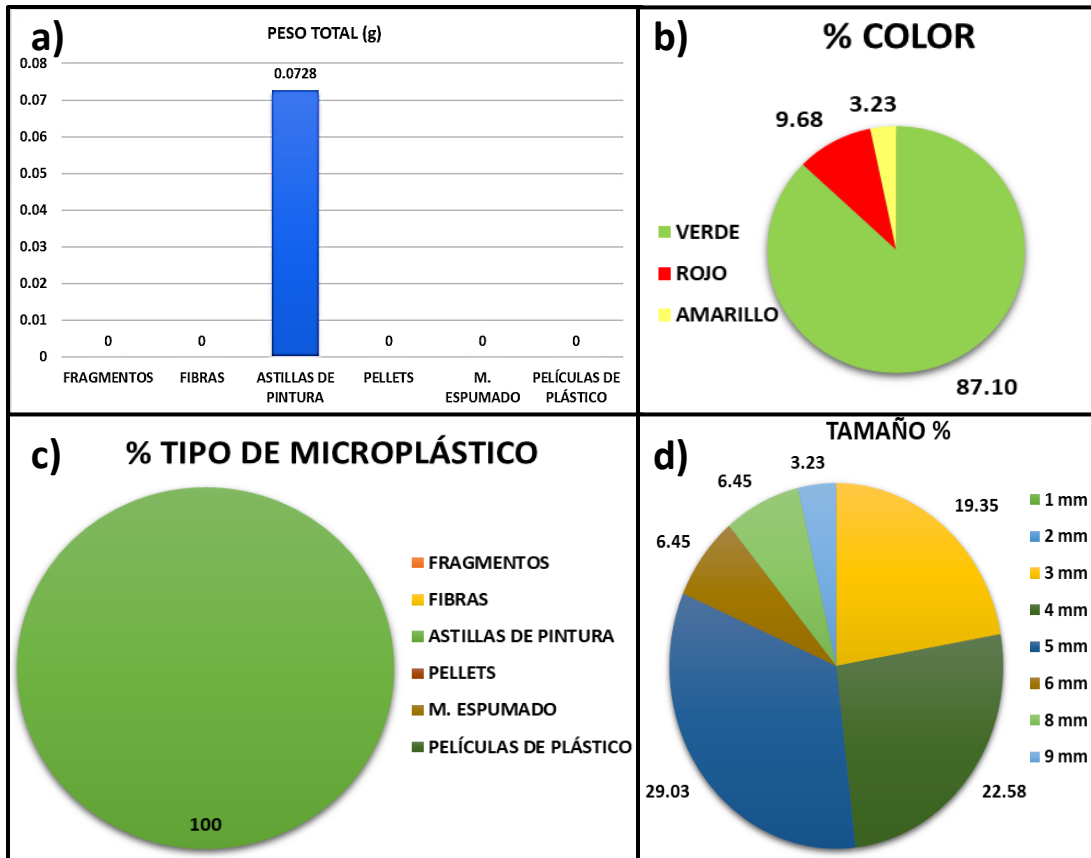 a)
PESO TOTAL (g)
0.08
0.07
0.06
0.05
0.04
0.03
0.02
0.01
0
0
0
0.0728
0
0
0
FRAGMENTOS
FIBRAS
ASTILLAS DE
PINTURA
PELLETS
M.
ESPUMADO
PELÍCULAS DE
PLÁSTICO
b)
% COLOR
3.23
9.68
VERDE
ROJO
AMARILLO
87.10
c)
% TIPO DE MICROPLÁSTICO
FRAGMENTOS
FIBRAS
ASTILLAS DE PINTURA
PELLETS
M. ESPUMADO
PELÍCULAS DE PLÁSTICO
100
d)
TAMAÑO %
3.23
6.45
6.45
19.35
29.03
22.58
1 mm
2 mm
3 mm
4 mm
5 mm
6 mm
8 mm
9 mm